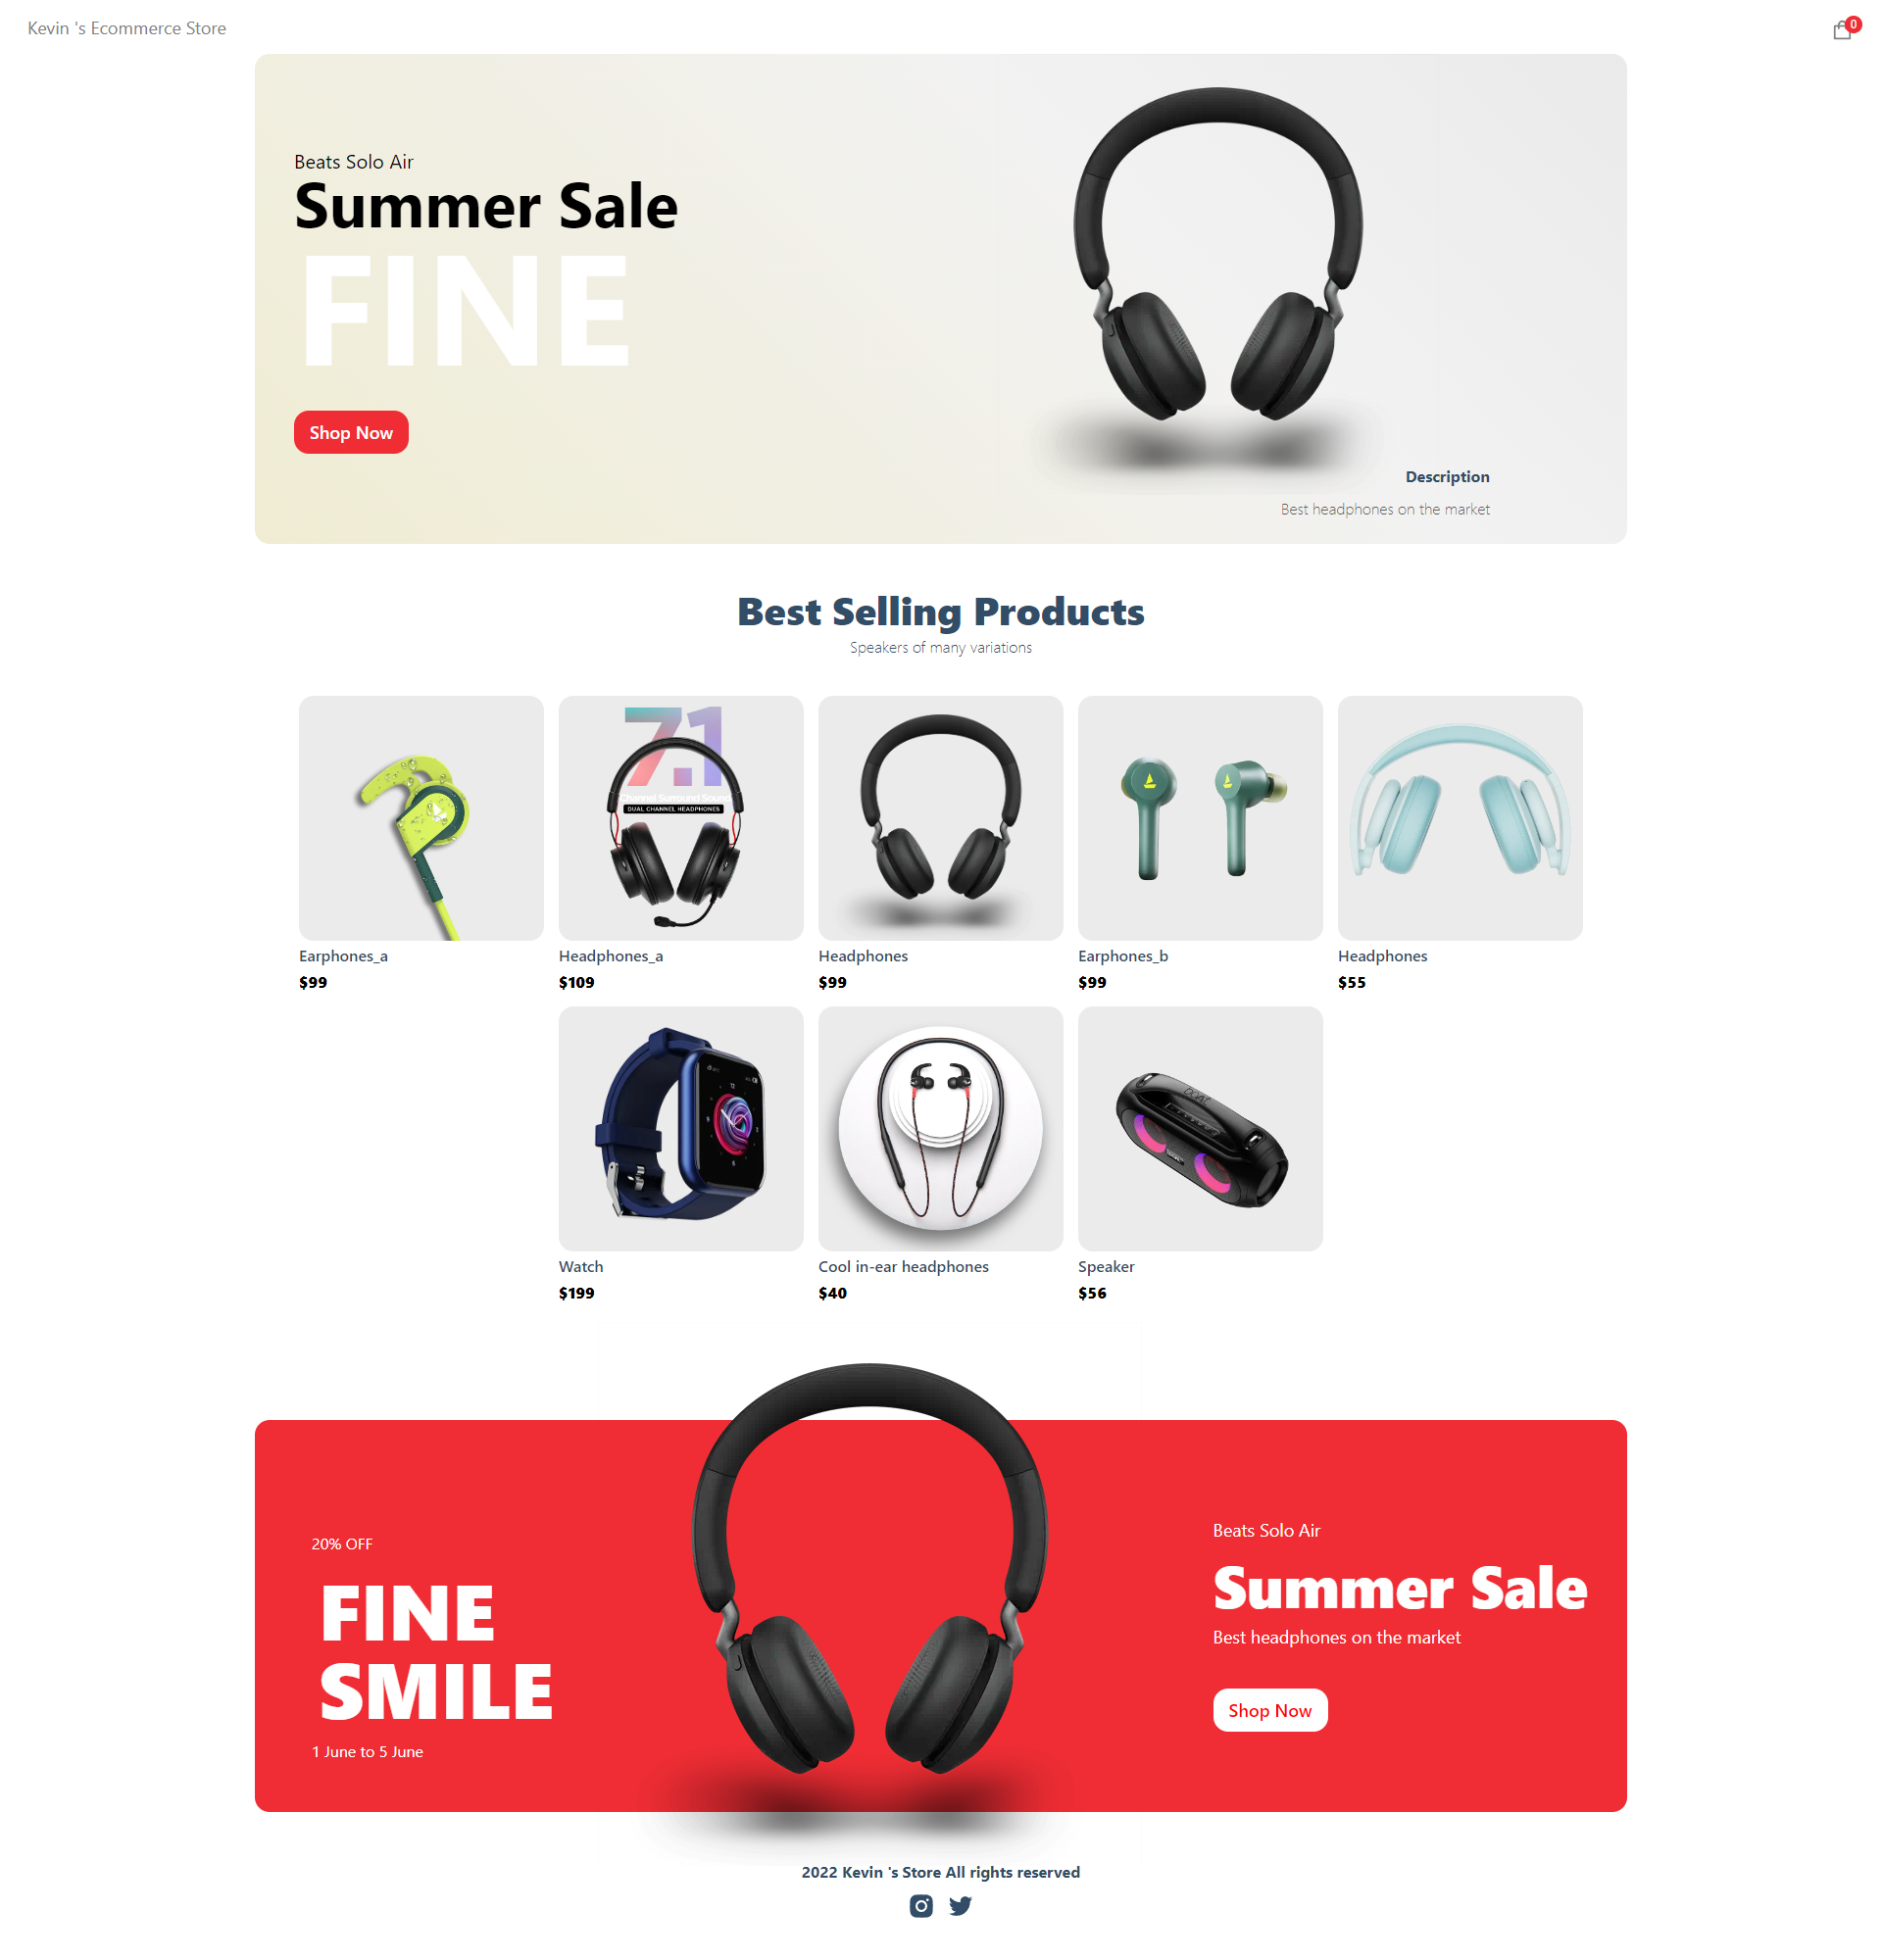 Kevin 's Ecommerce Store
0
Beats Solo Air
Summer Sale
FINE
Shop Now
Description
Best headphones on the market
Best Selling Products
Speakers of many variations
7.1
Channel Surround Sound
DUAL CHANNEL HEADPHONES
Earphones_a
$99
Headphones_a
$109
Headphones
$99
Earphones_b
$99
Headphones
$55
Watch
$199
Cool in-ear headphones
$40
Speaker
$56
20% OFF
FINE
SMILE
1 June to 5 June
Beats Solo Air
Summer Sale
Best headphones on the market
Shop Now
2022 Kevin 's Store All rights reserved